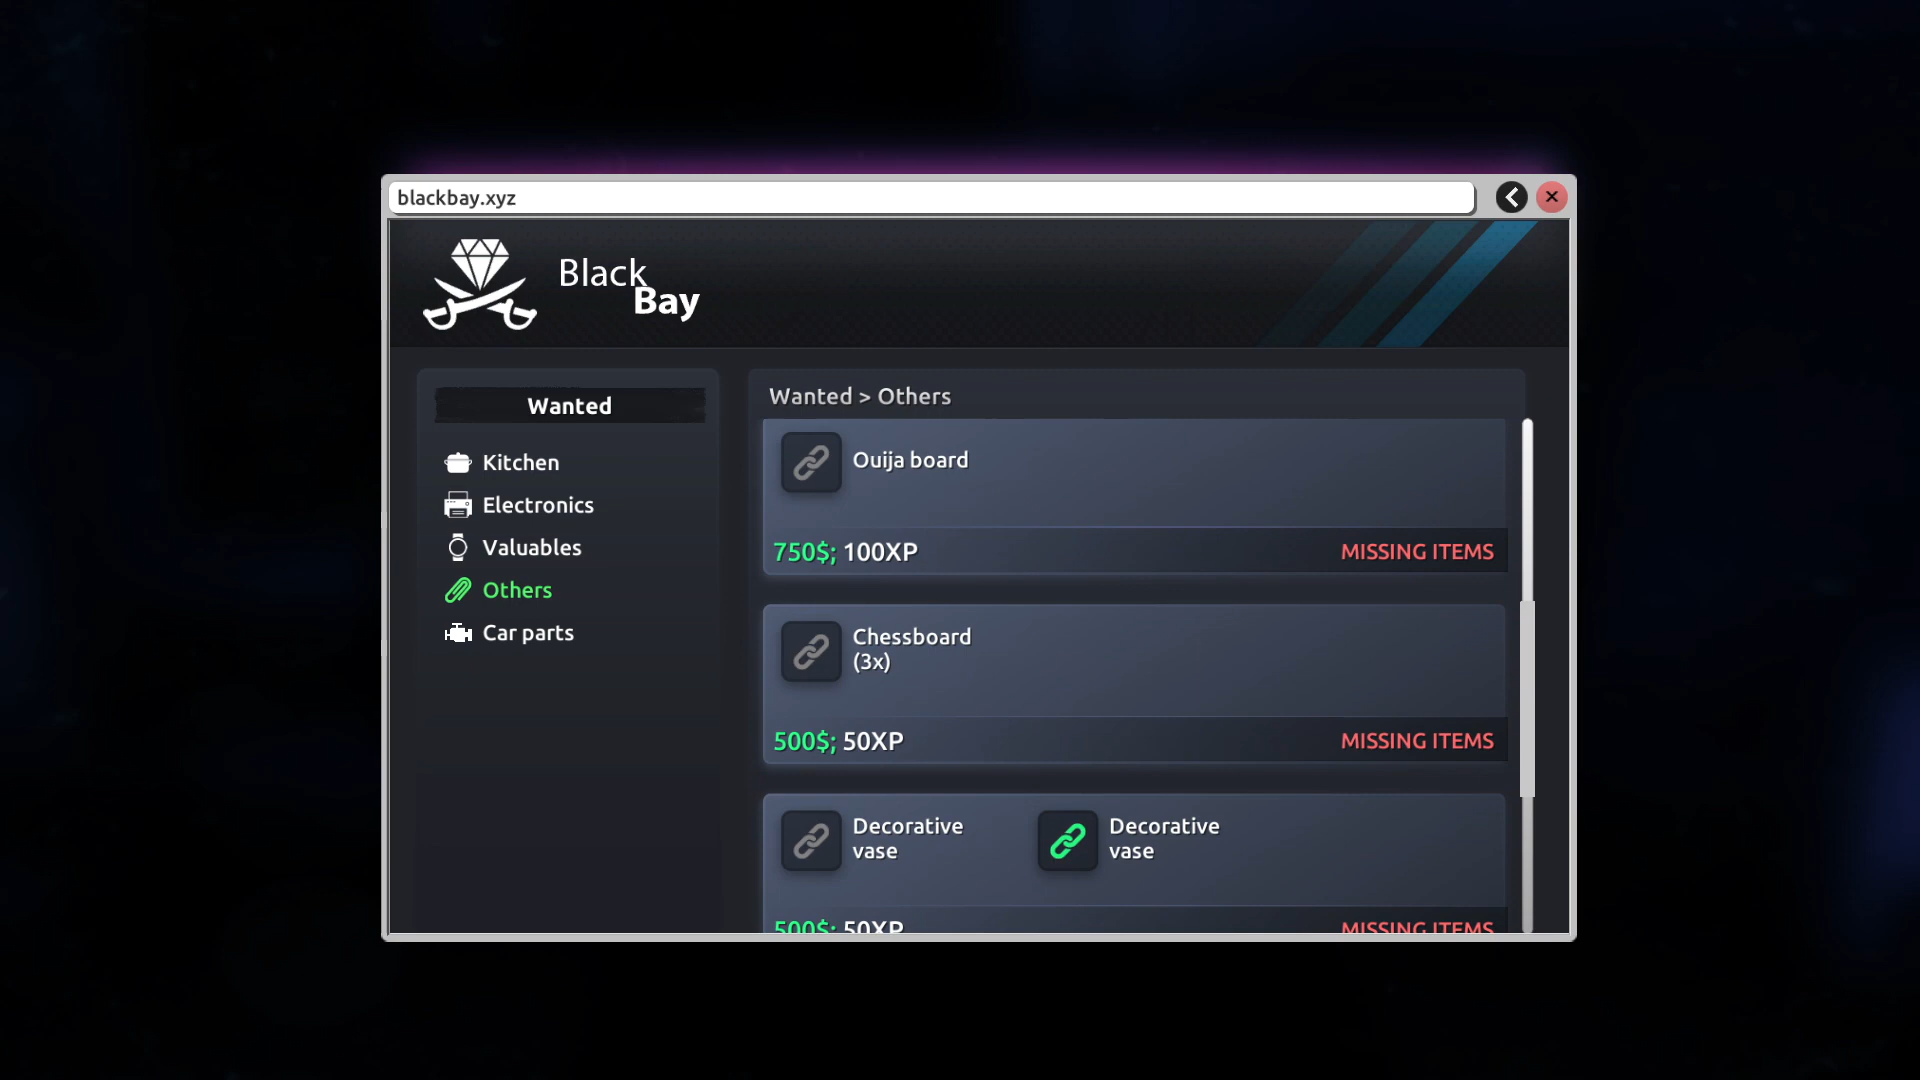 blackbay.xyz
Black
Bay
Wanted
Kitchen
Electronics
Valuables
Others
Car parts
Wanted > Others
Ouija board
750$; 100XP
MISSING ITEMS
Chessboard
(3x)
500$; 50XP
MISSING ITEMS
Decorative
vase
Decorative
vase
500$; 50XP
MISSING ITEMS